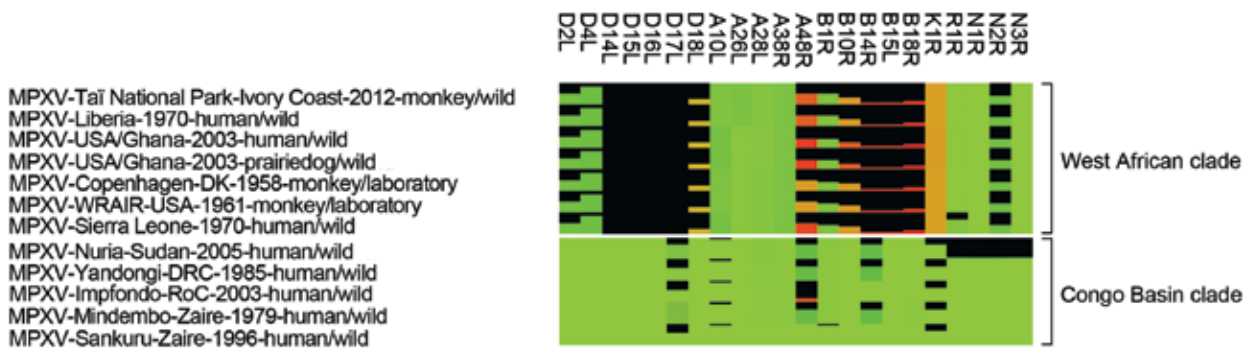 D2L
D4L
D14L
D15L
D16L
D17L
D18L
A10L
A26L
A28L
A38R
A48R
B1R
B10R
B14R
B15L
B18R
K1R
R1R
N1R
N2R
N3R
MPXV-Taï National Park-Ivory Coast-2012-monkey/wild
MPXV-Liberia-1970-human/wild
MPXV-USA/Ghana-2003-human/wild
MPXV-USA/Ghana-2003-prairiedog/wild
MPXV-Copenhagen-DK-1958-monkey/laboratory
MPXV-WRAIR-USA-1961-monkey/laboratory
MPXV-Sierra Leone-1970-human/wild
West African clade
MPXV-Nuria-Sudan-2005-human/wild
MPXV-Yandongi-DRC-1985-human/wild
MPXV-Impfondo-RoC-2003-human/wild
MPXV-Mindembo-Zaire-1979-human/wild
MPXV-Sankuru-Zaire-1996-human/wild
Congo Basin clade